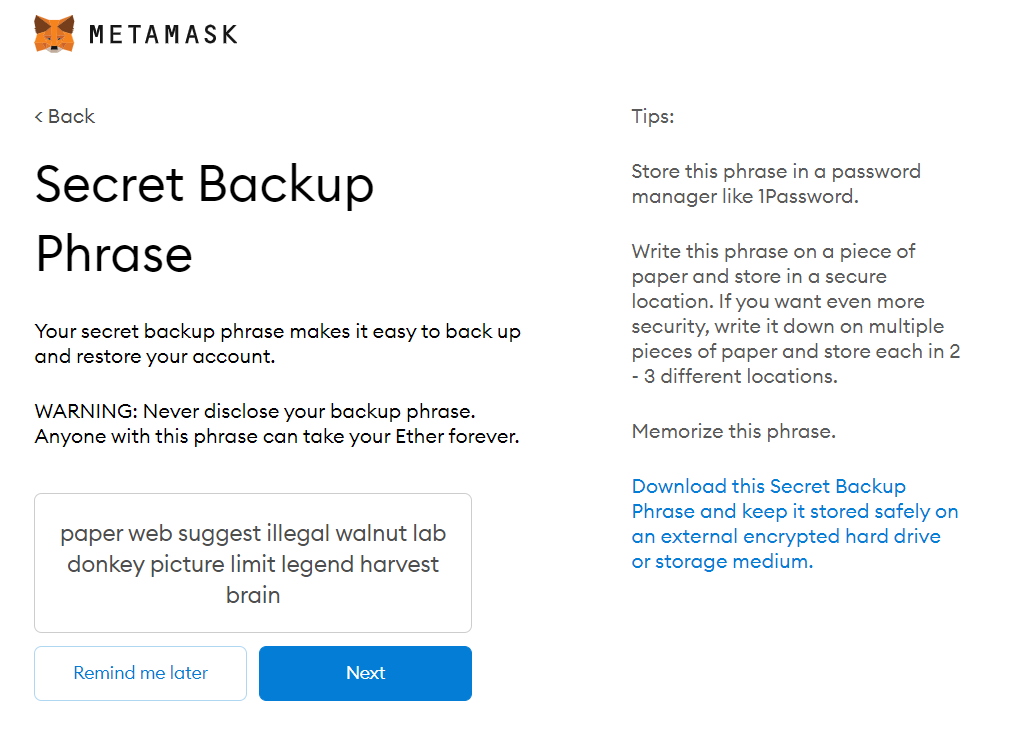 METAMASK
< Back
Secret Backup
Phrase
Your secret backup phrase makes it easy to back up
and restore your account.
WARNING: Never disclose your backup phrase.
Anyone with this phrase can take your Ether forever.
paper web suggest illegal walnut lab
donkey picture limit legend harvest
brain
Remind me later
Next
Tips:
Store this phrase in a password
manager like 1Password.
Write this phrase on a piece of
paper and store in a secure
location. If you want even more
security, write it down on multiple
pieces of paper and store each in 2
- 3 different locations.
Memorize this phrase.
Download this Secret Backup
Phrase and keep it stored safely on
an external encrypted hard drive
or storage medium.